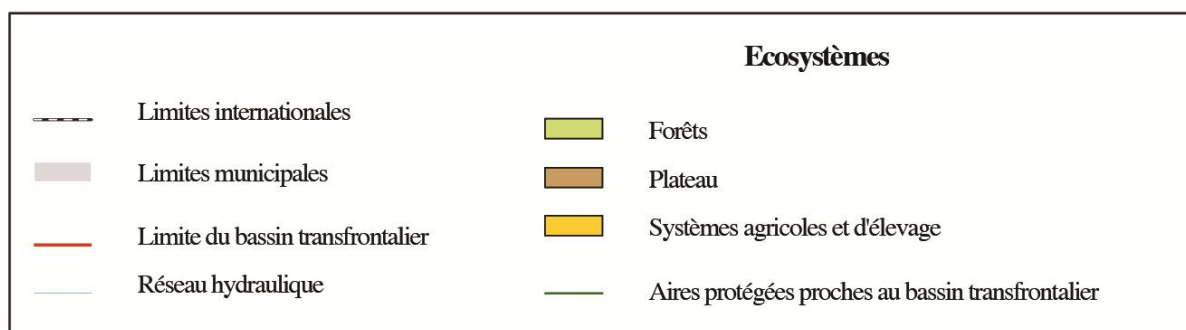 Ecosystèmes
Limites internationales
Limites municipales
Limite du bassin transfrontalier
Réseau hydraulique
Forêts
Plateau
Systèmes agricoles et d'élevage
Aires protégées proches au bassin transfrontalier